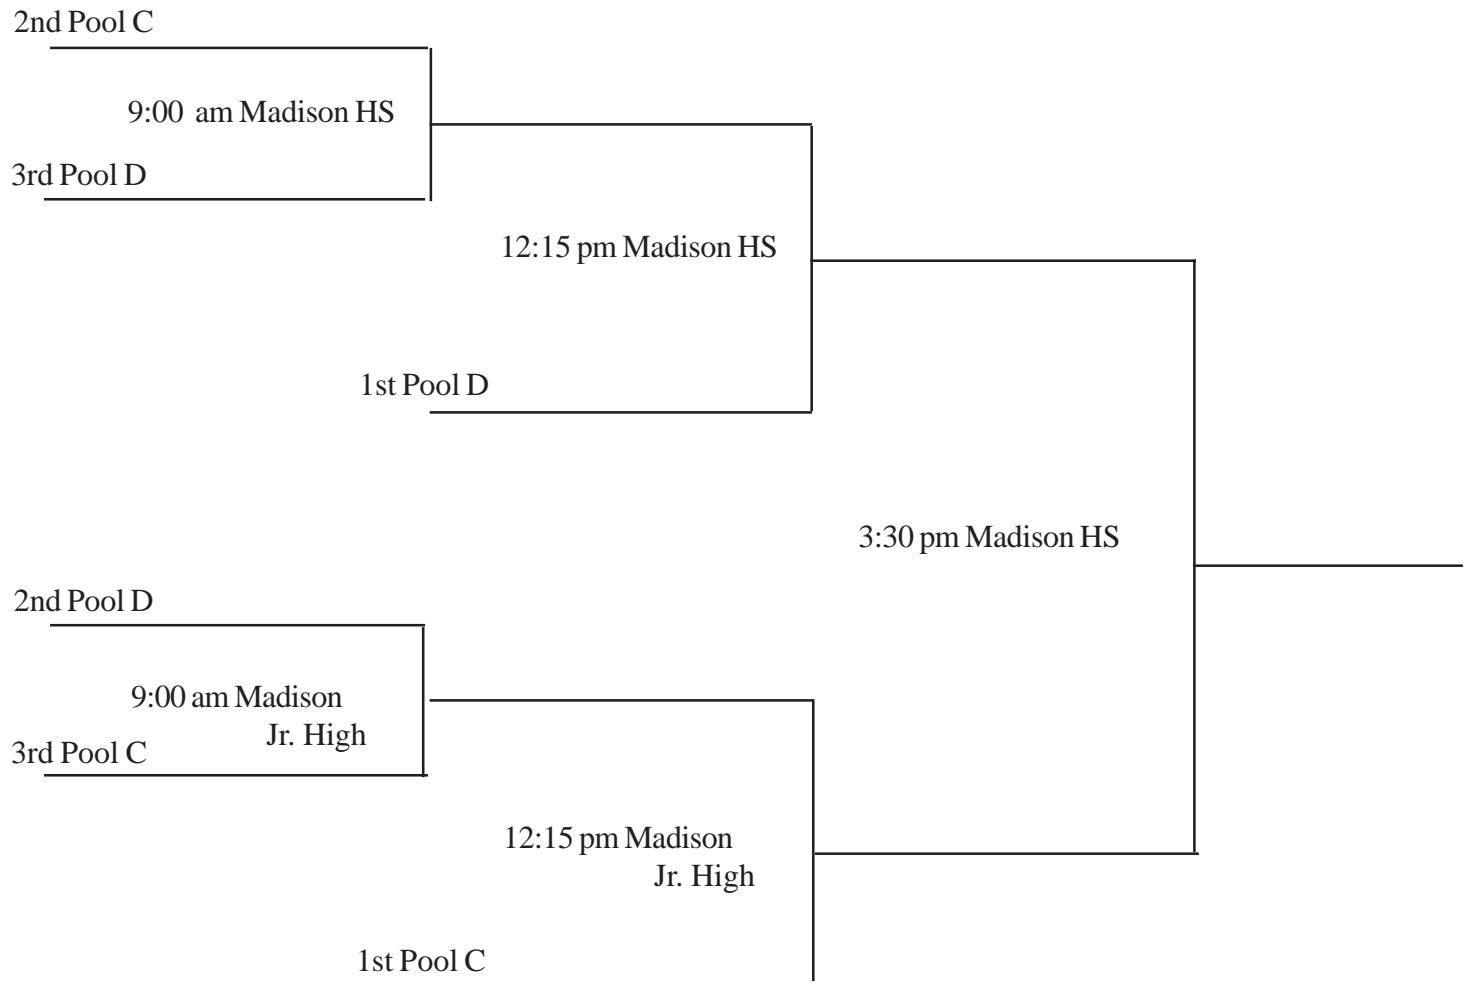 2nd Pool C
9:00 am Madison HS
3rd Pool D
12:15 pm Madison HS
1st Pool D
3:30 pm Madison HS
2nd Pool D
9:00 am Madison
Jr. High
3rd Pool C
12:15 pm Madison
Jr. High
1st Pool C